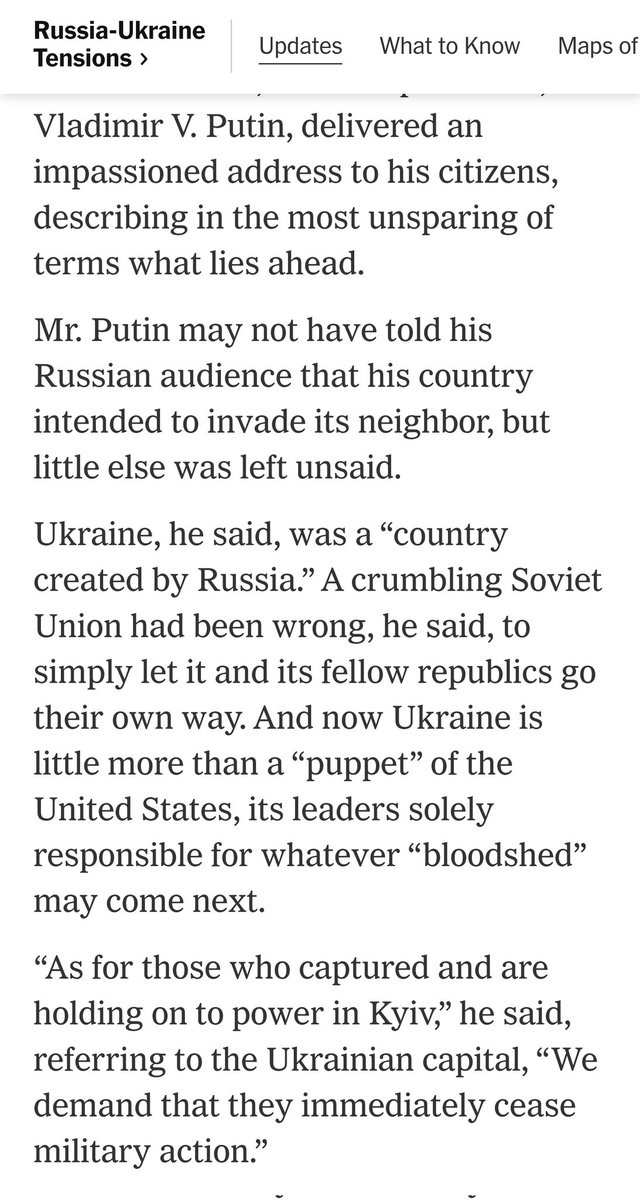 Russia-Ukraine
Tensions ›
Updates
What to Know
Maps of
Vladimir V. Putin, delivered an
impassioned address to his citizens,
describing in the most unsparing of
terms what lies ahead.
Mr. Putin may not have told his
Russian audience that his country
intended to invade its neighbor, but
little else was left unsaid.
Ukraine, he said, was a “country
created by Russia.” A crumbling Soviet
Union had been wrong, he said, to
simply let it and its fellow republics go
their own way. And now Ukraine is
little more than a “puppet” of the
United States, its leaders solely
responsible for whatever “bloodshed”
may come next.
“As for those who captured and are
holding on to power in Kyiv,” he said,
referring to the Ukrainian capital, “We
demand that they immediately cease
military action.”